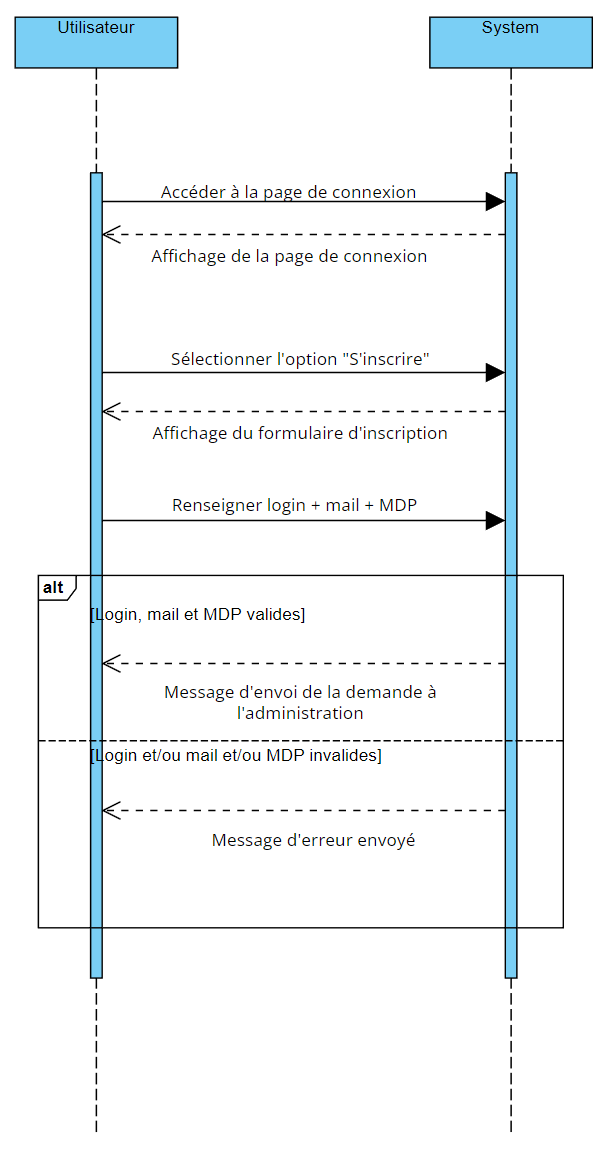 Utilisateur
System
Accéder à la page de connexion
Affichage de la page de connexion
Sélectionner l'option "S'inscrire"
Affichage du formulaire d'inscription
Renseigner login + mail + MDP
alt
[Login, mail et MDP valides]
Message d'envoi de la demande à
l'administration
[Login et/ou mail et/ou MDP invalides]
Message d'erreur envoyé